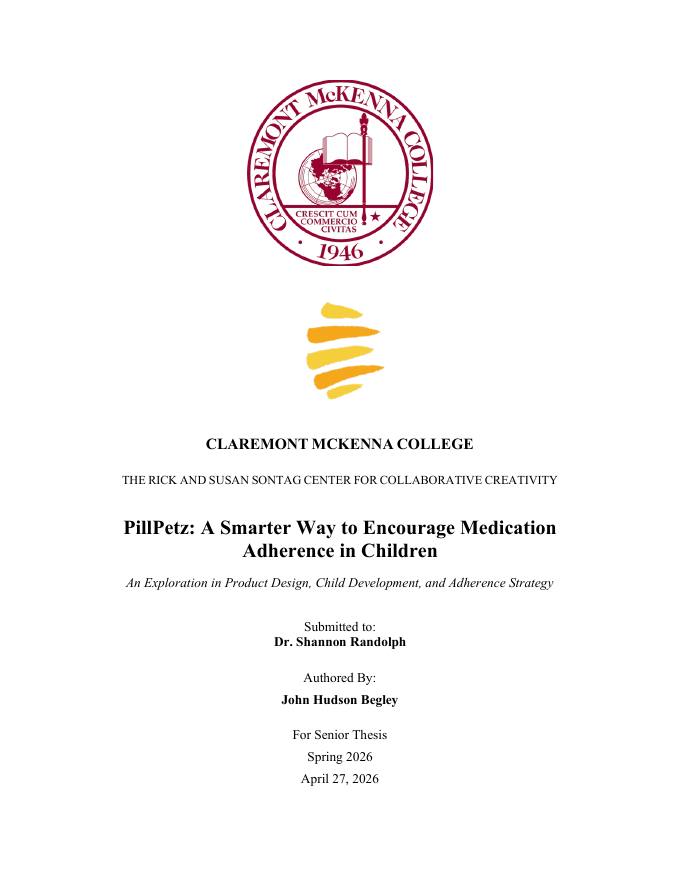 CLAREMONT McKENNA COLLEGE
CRESCIT CUM
COMMERCIO
CIVITAS
1946
CLAREMONT MCKENNA COLLEGE
THE RICK AND SUSAN SONTAG CENTER FOR COLLABORATIVE CREATIVITY
PillPetz: A Smarter Way to Encourage Medication
Adherence in Children
An Exploration in Product Design, Child Development, and Adherence Strategy
Submitted to:
Dr. Shannon Randolph
Authored By:
John Hudson Begley
For Senior Thesis
Spring 2026
April 27, 2026